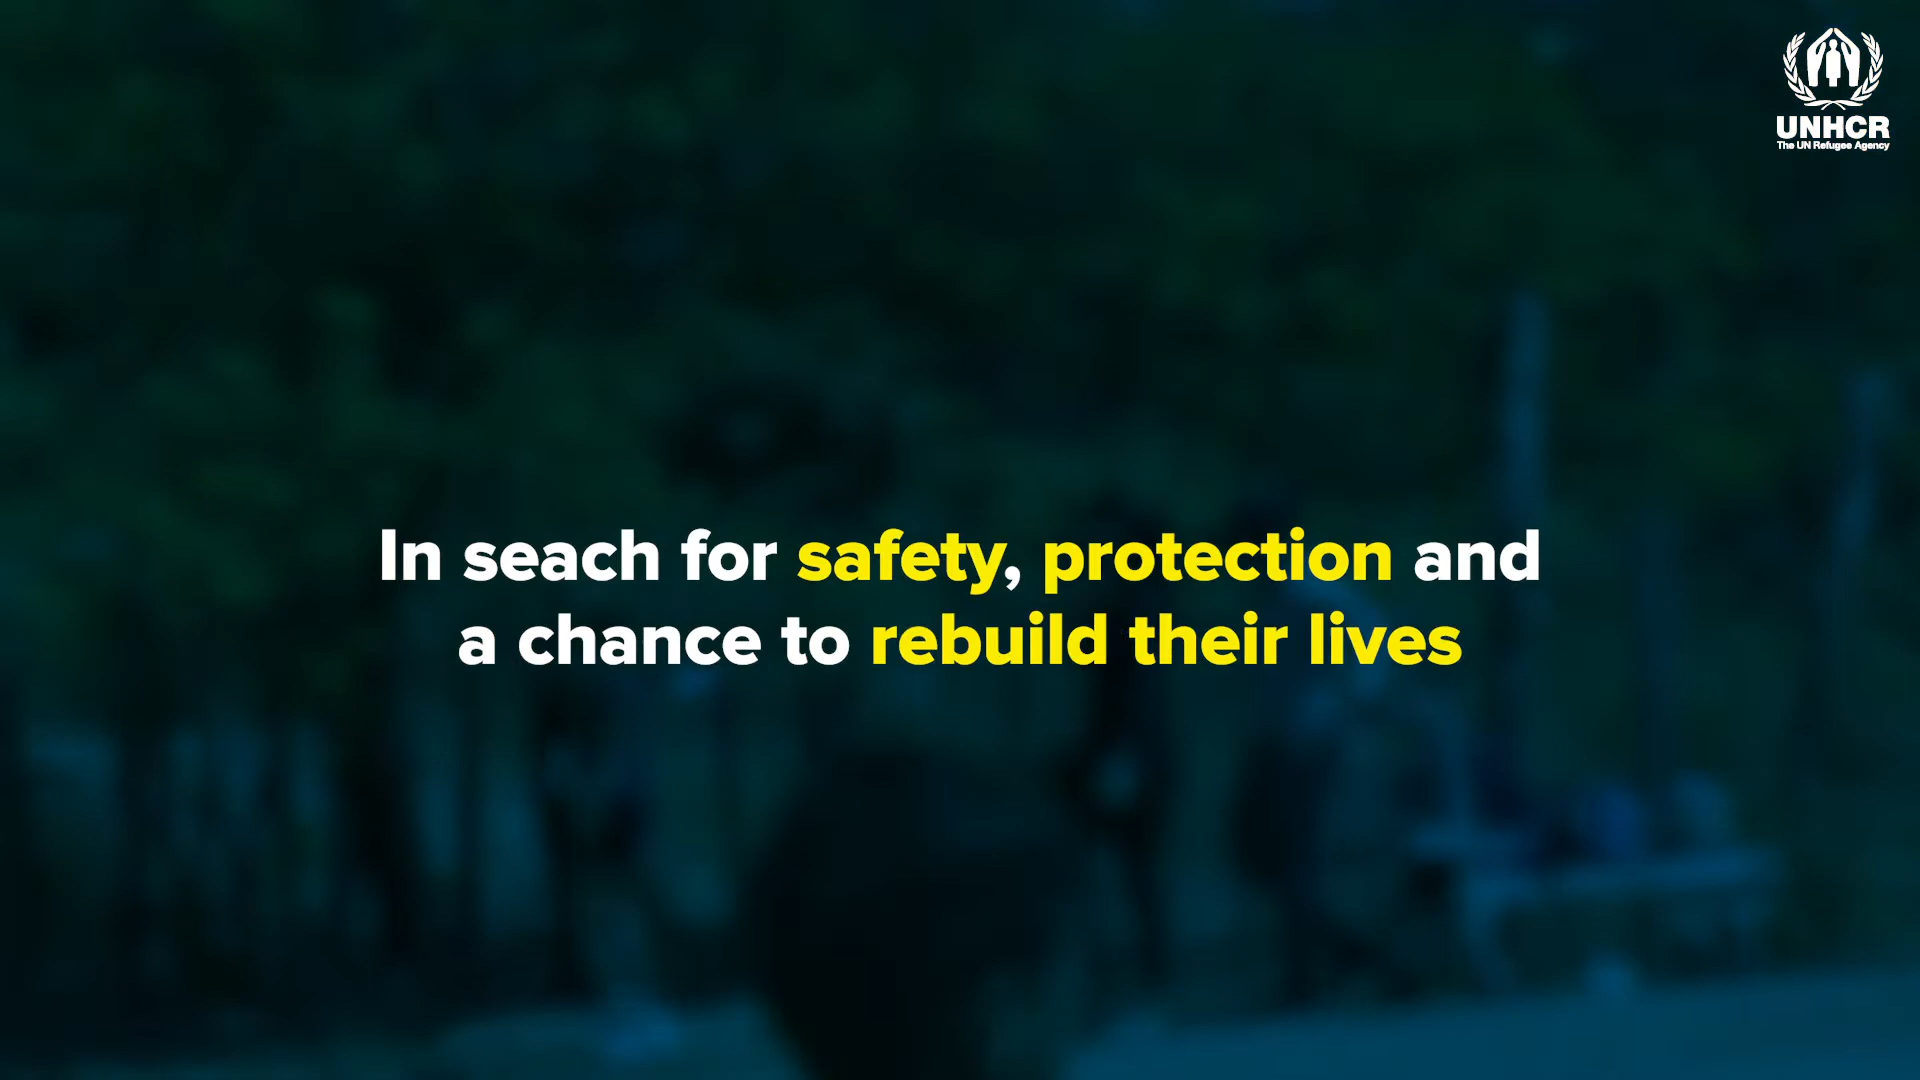 UNHCR
The UN Refugee Agency
In seach for safety, protection and
a chance to rebuild their lives